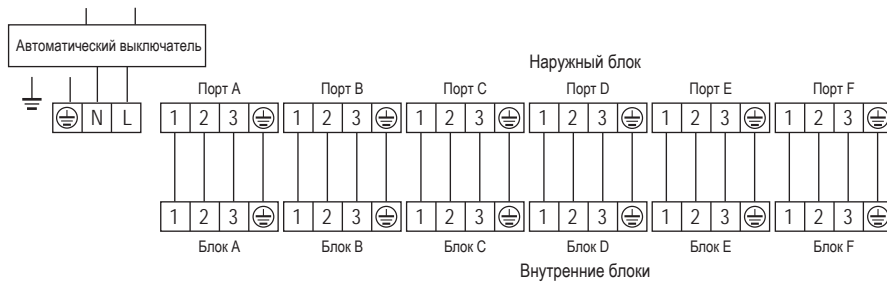 Автоматический выключатель
Наружный блок
Порт A Порт B Порт C Порт D Порт E Порт F
N L 1 2 3 1 2 3 1 2 3 1 2 3 1 2 3 1 2 3
1 2 3 1 2 3 1 2 3 1 2 3 1 2 3 1 2 3
Блок A Блок B Блок C Блок D Блок E Блок F
Внутренние блоки